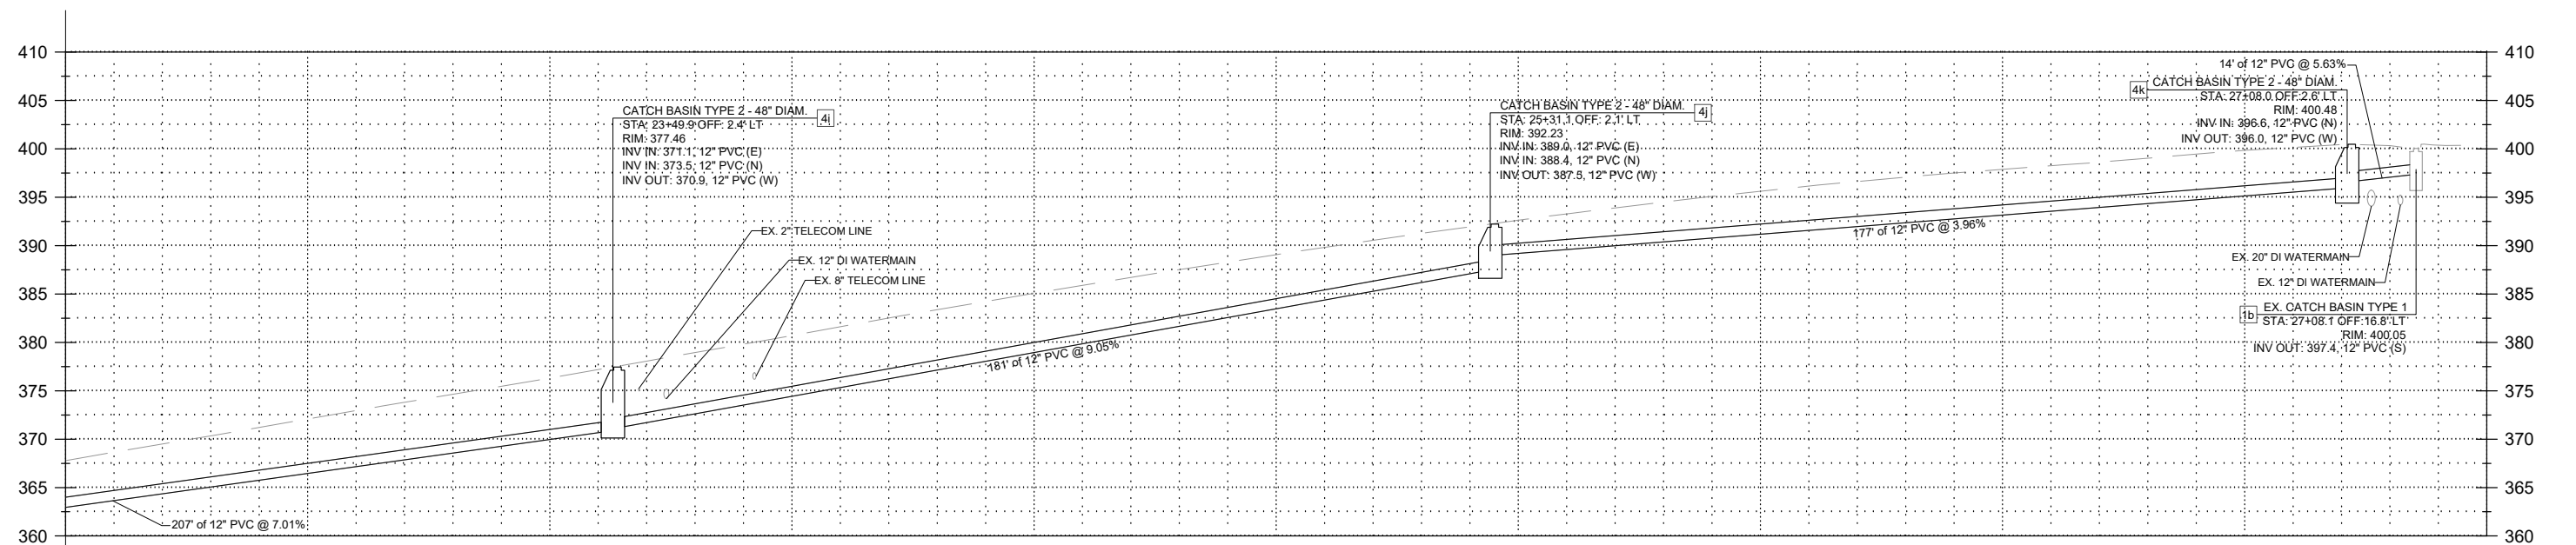 410
405
400
395
390
385
380
375
370
365
360
CATCH BASIN TYPE 2 - 48" DIAM.
4i
STA: 23+49.9 OFF: 2.4' LT
RIM: 377.46
INV IN: 371.1, 12" PVC (E)
INV IN: 373.5, 12" PVC (N)
INV OUT: 370.9, 12" PVC (W)
EX. 2" TELECOM LINE
EX. 12" DI WATERMAIN
EX. 8" TELECOM LINE
207' of 12" PVC @ 7.01%
181' of 12" PVC @ 9.05%
CATCH BASIN TYPE 2 - 48" DIAM.
4j
STA: 25+31.1 OFF: 2.1' LT
RIM: 392.23
INV IN: 389.0, 12" PVC (E)
INV IN: 388.4, 12" PVC (N)
INV OUT: 387.5, 12" PVC (W)
177' of 12" PVC @ 3.96%
14' of 12" PVC @ 5.63%
4k
CATCH BASIN TYPE 2 - 48" DIAM.
STA: 27+08.0 OFF: 2.6' LT
RIM: 400.48
INV IN: 396.6, 12" PVC (N)
INV OUT: 396.0, 12" PVC (W)
EX. 20" DI WATERMAIN
EX. 12" DI WATERMAIN
1b
EX. CATCH BASIN TYPE 1
STA: 27+08.1 OFF: 16.8' LT
RIM: 400.05
INV OUT: 397.4, 12" PVC (S)
410
405
400
395
390
385
380
375
370
365
360